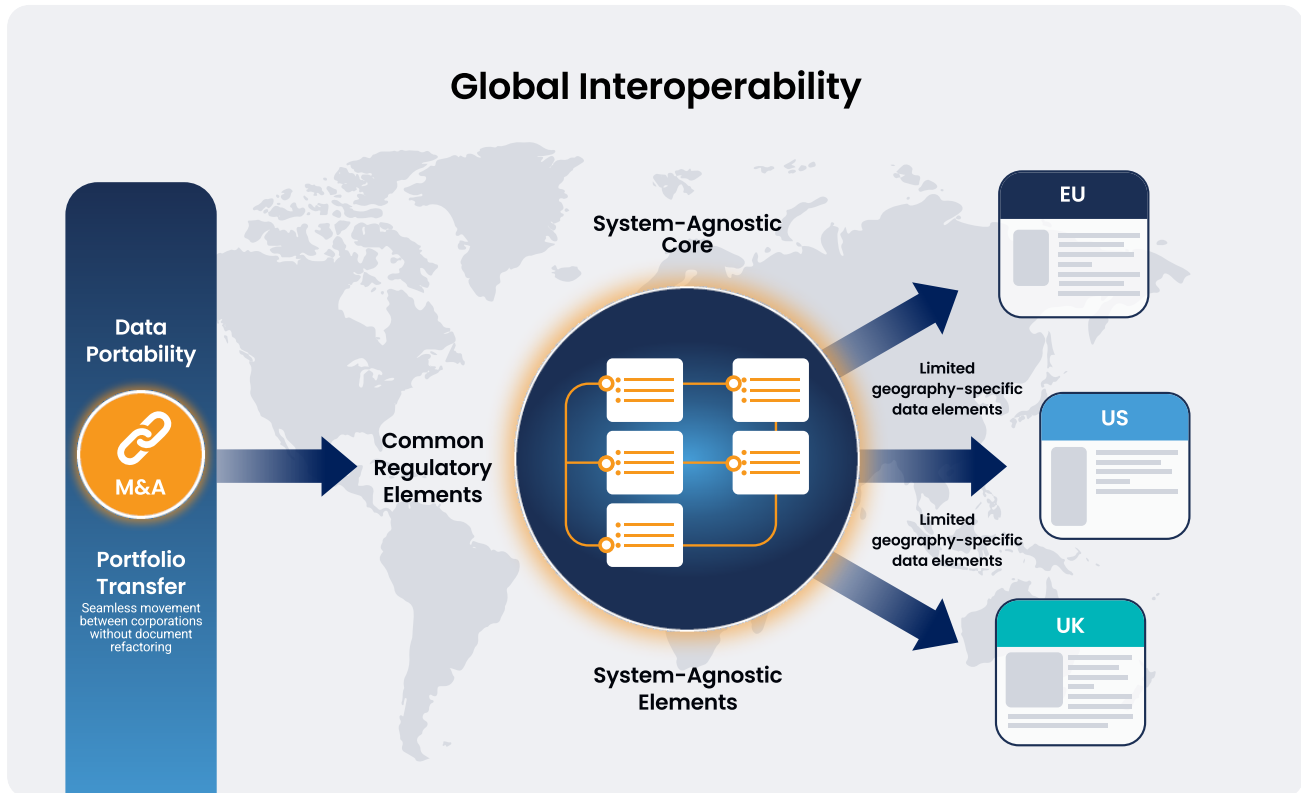 Global Interoperability
Data
Portability
M&A
Portfolio
Transfer
Seamless movement
between corporations
without document
refactoring
Common
Regulatory
Elements
System-Agnostic
Core
System-Agnostic
Elements
EU
Limited
geography-specific
data elements
US
Limited
geography-specific
data elements
UK